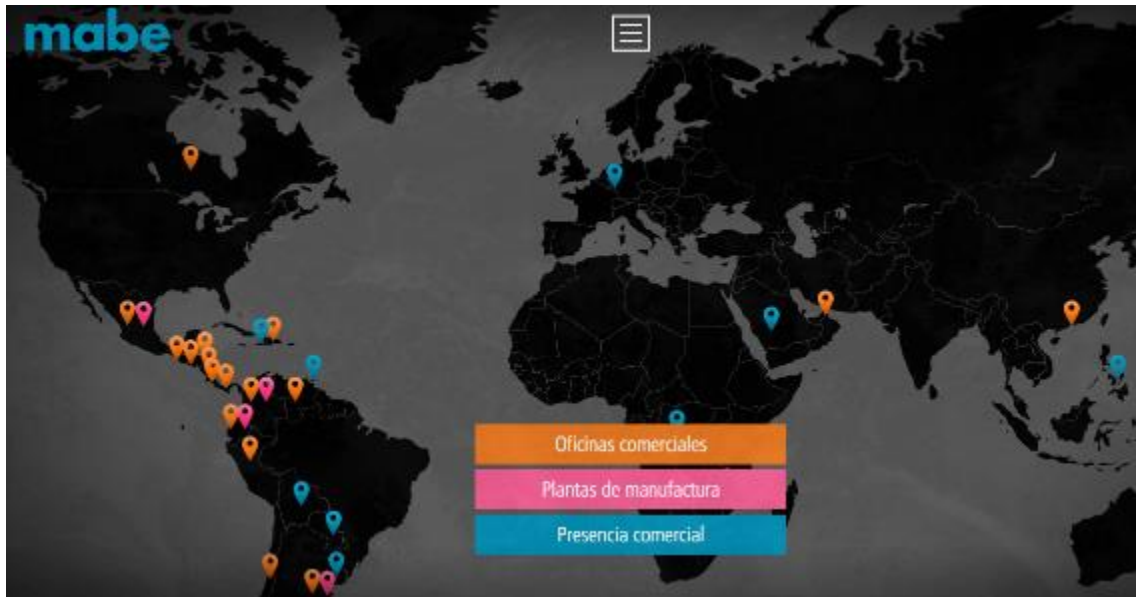 mabe
Oficinas comerciales
Plantas de manufactura
Presencia comercial